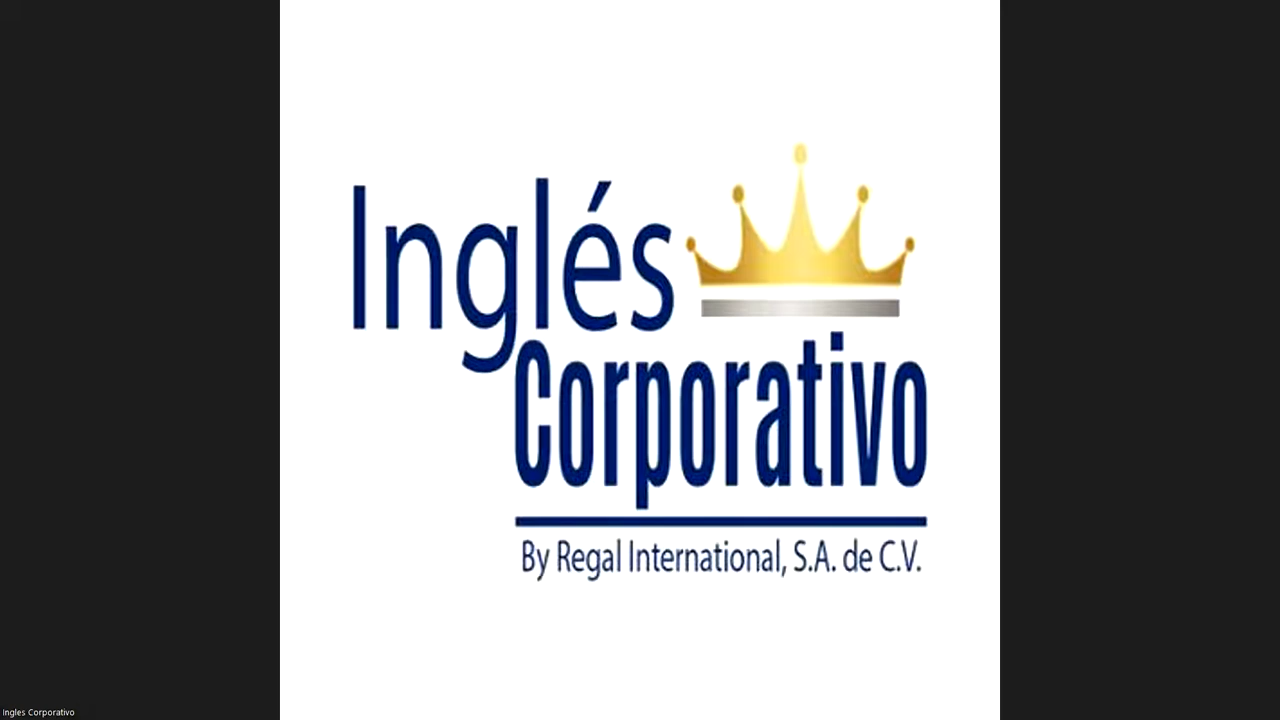 Inglés
Corporativo
By Regal International, S.A. de C.V.
Ingles Corporativo